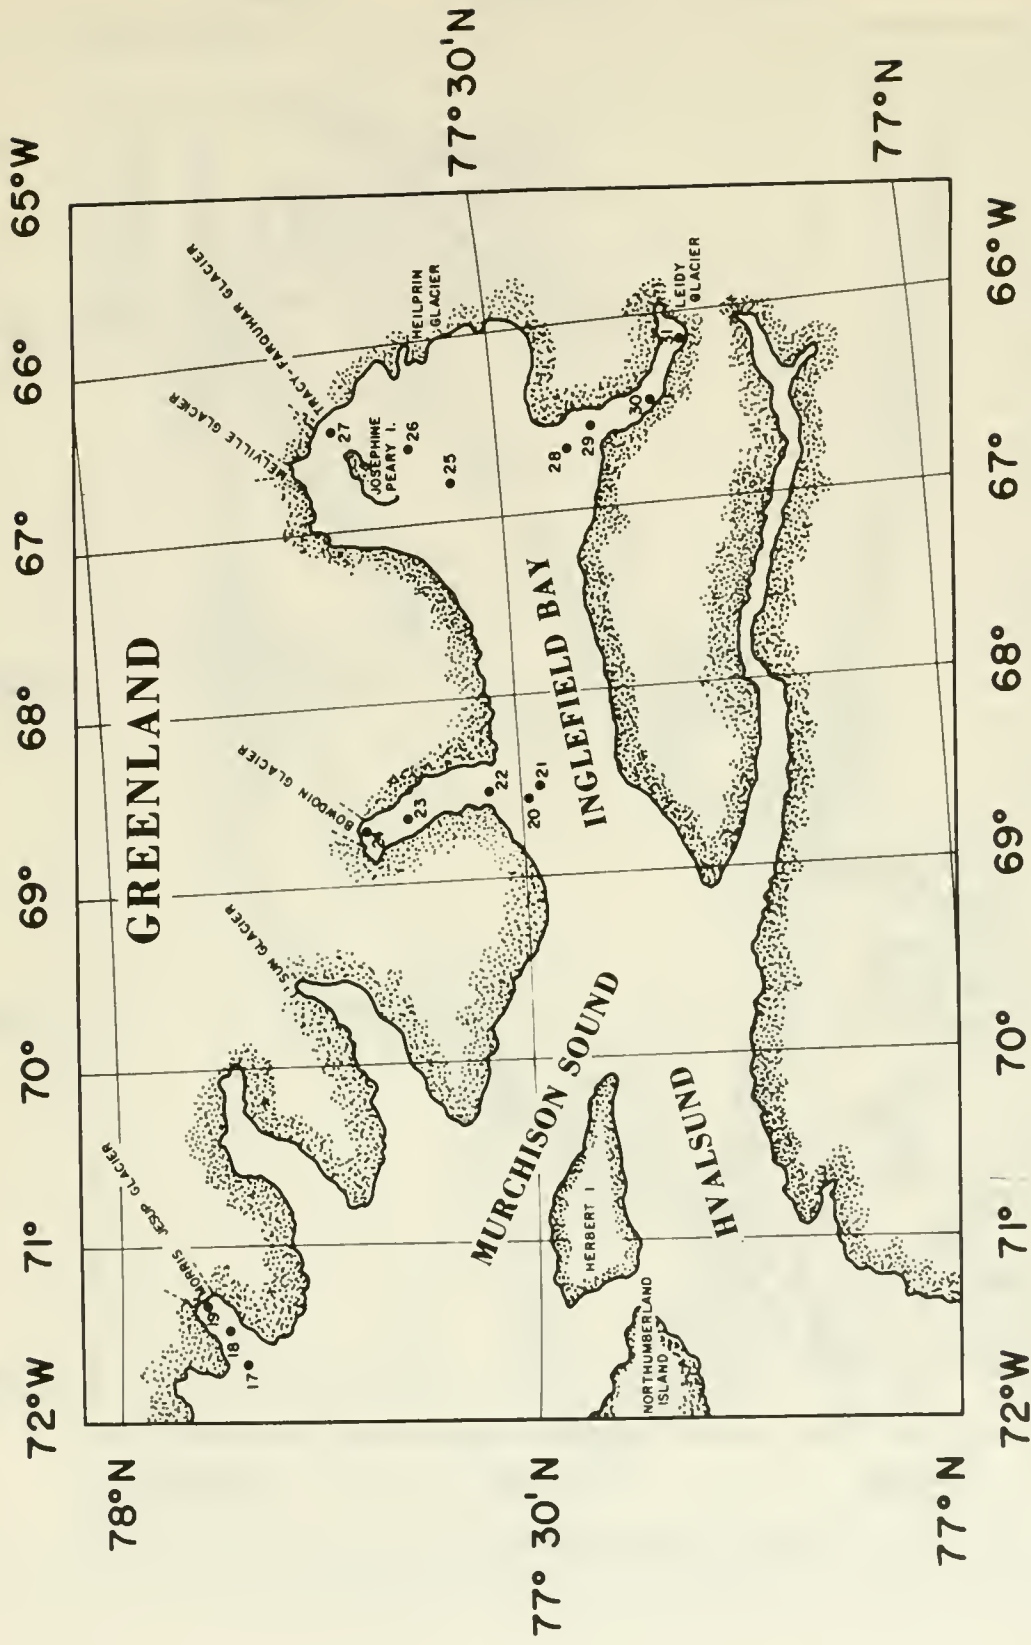 72°W
71°
70°
69°
68°
67°
66°
65°W
78°N
77° 30' N
77° N
77°30'N
77°N
GREENLAND
MORRIS JESUP GLACIER
SUN GLACIER
BOWDOIN GLACIER
MELVILLE GLACIER
TRACY-FARQUHAR GLACIER
HEILPRIN
GLACIER
JOSEPHINE
PEARY I.
LEIDY
GLACIER
INGLEFIELD BAY
MURCHISON SOUND
HVALSUND
HERBERT I
NORTHUMBERLAND
ISLAND
17
18
19
20
21
22
23
24
25
26
27
28
29
30
31
72°W
71°
70°
69°
68°
67°
66°W